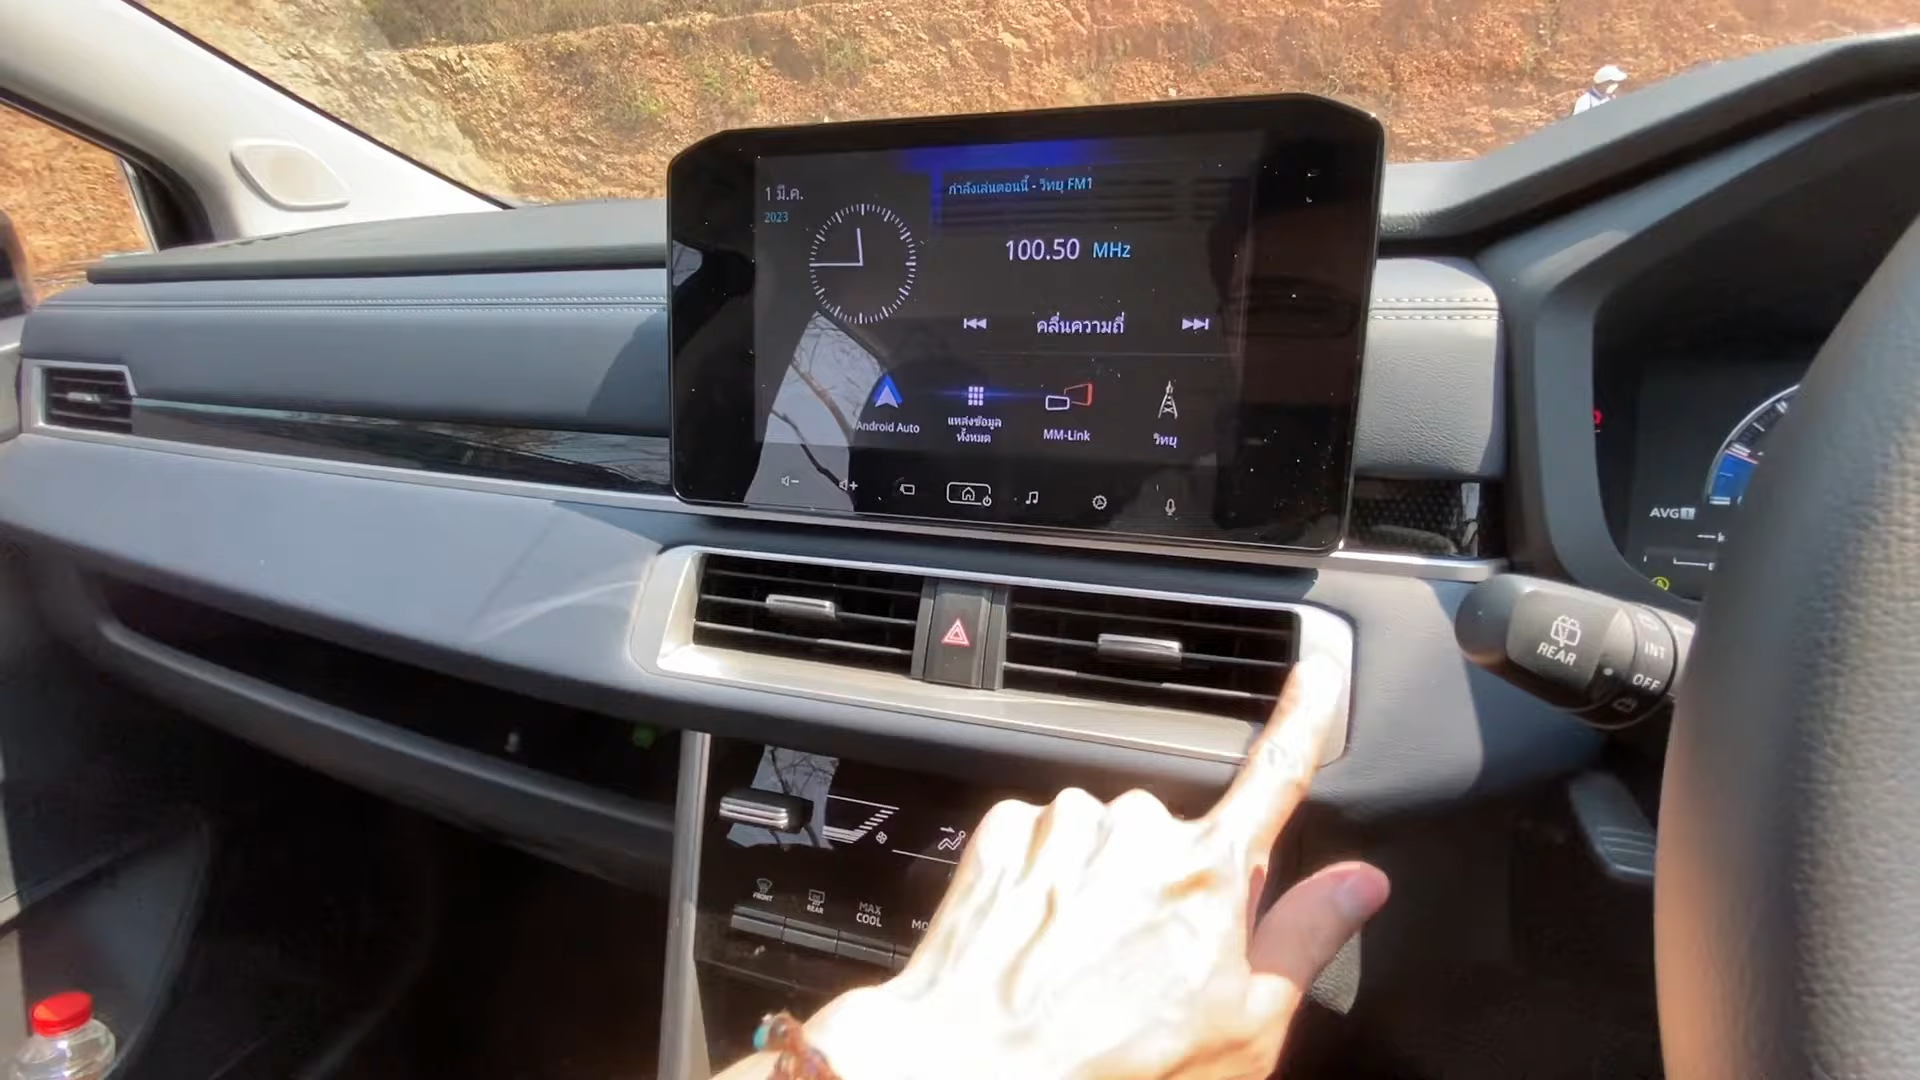 1 มี.ค.
2023
กำลังเล่นตอนนี้ - วิทยุ FM1
100.50 MHz
คลื่นความถี่
Android Auto
แหล่งข้อมูล
ทั้งหมด
MM-Link
วิทยุ
AVG
REAR
INT
OFF
FRONT
REAR
MAX
COOL